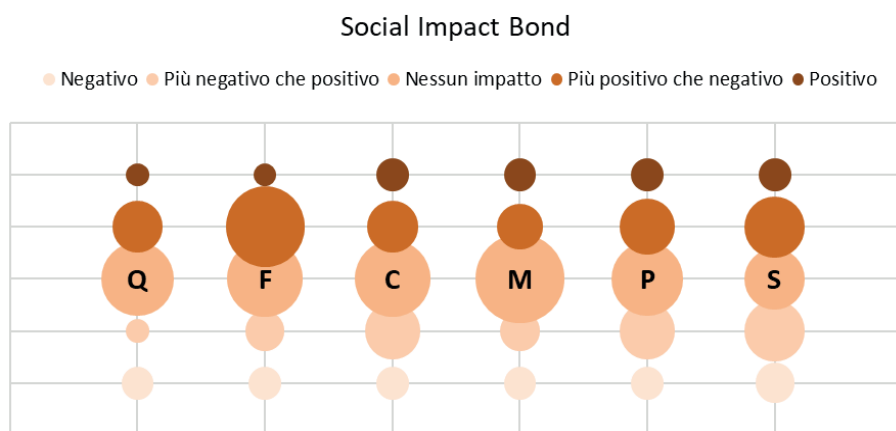 Social Impact Bond
Negativo Più negativo che positivo Nessun impatto Più positivo che negativo Positivo
Q F C M P S